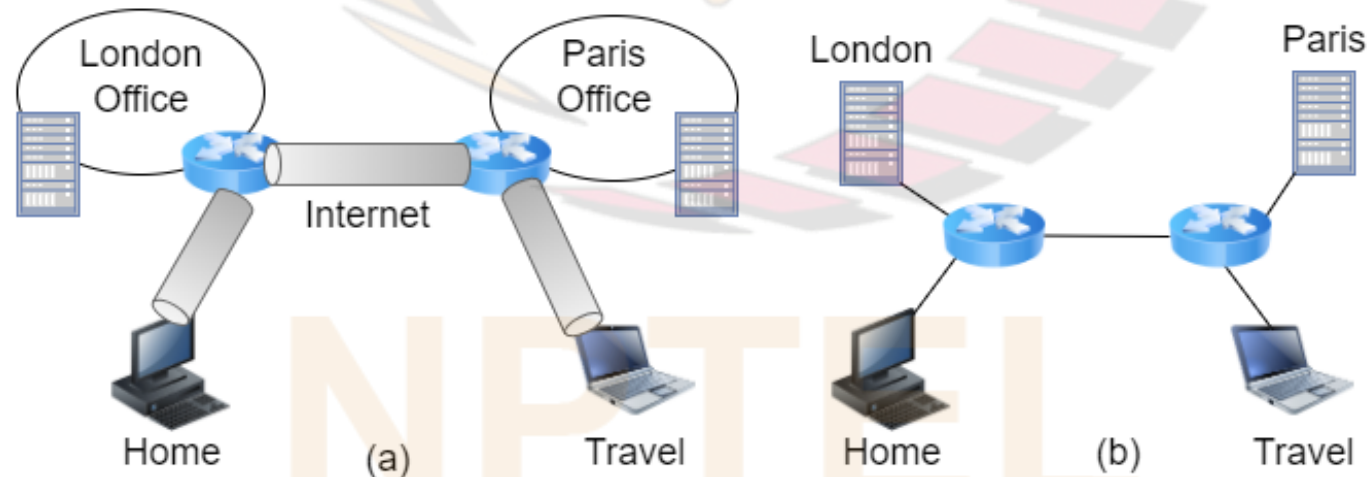 London
Office
Paris
Office
Internet
Home
(a)
Travel
London
Paris
Home
(b)
Travel
NPTEL